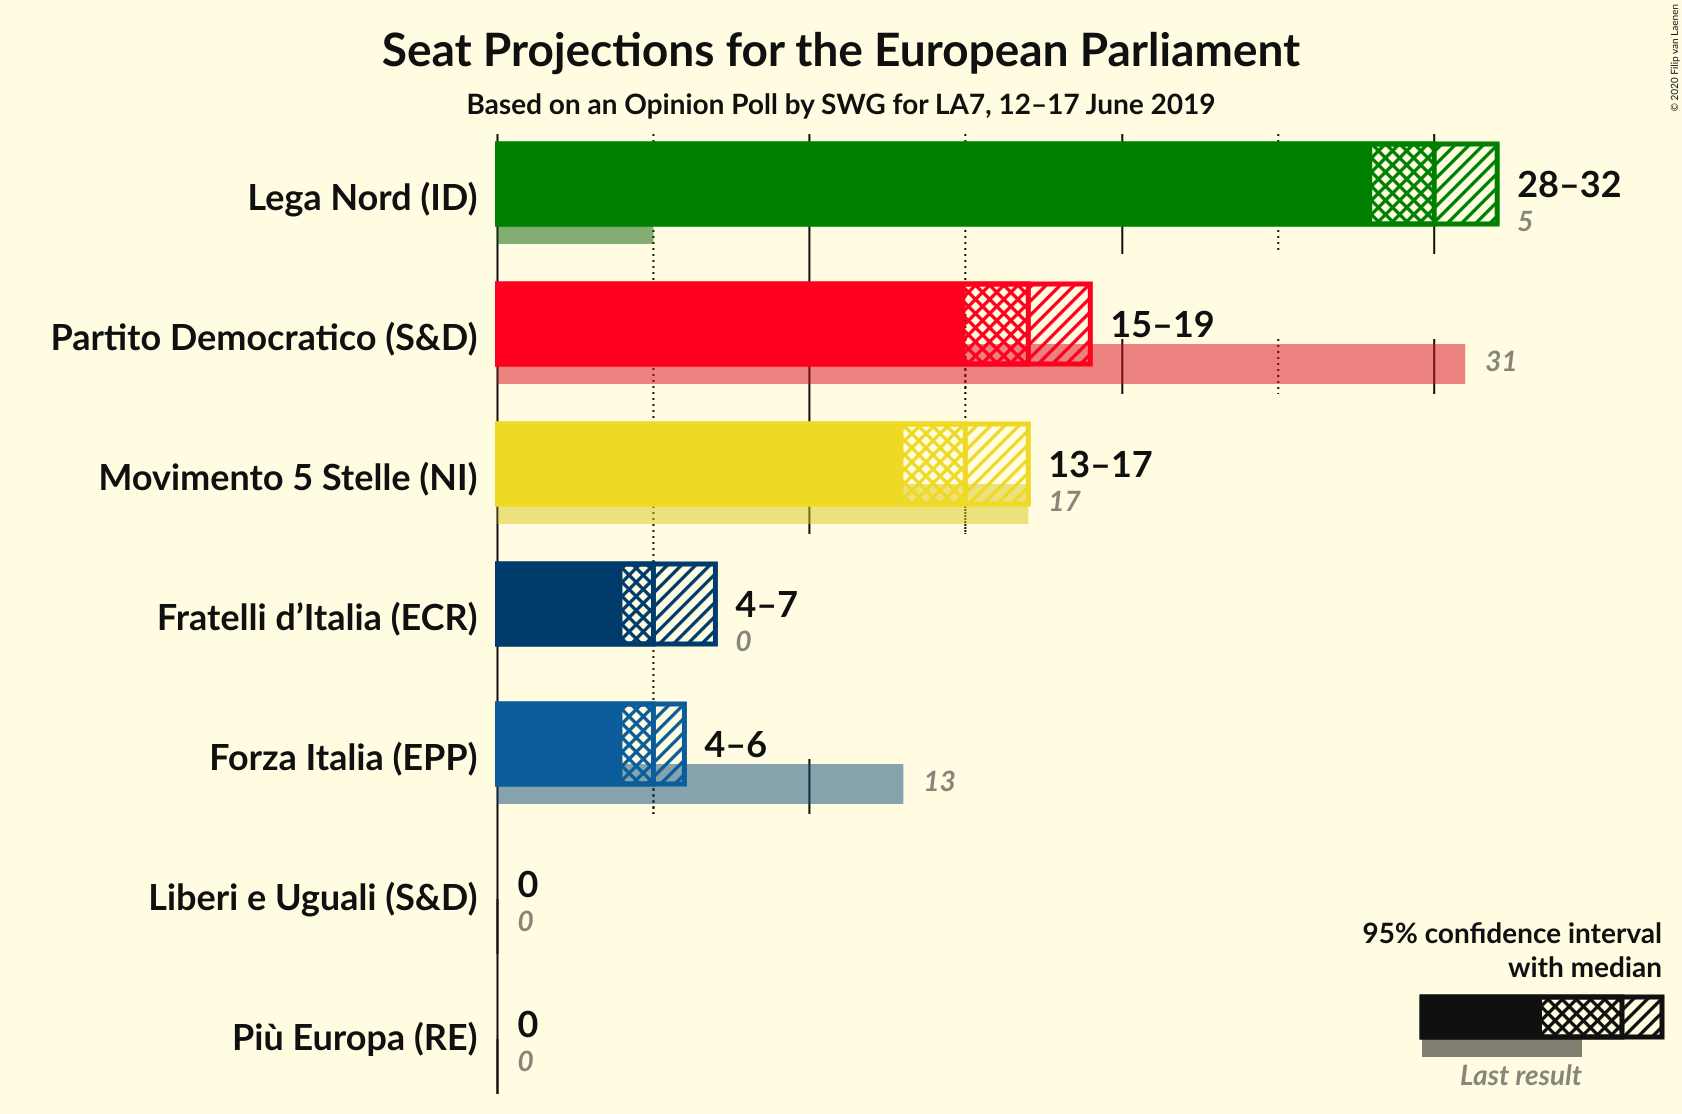 Seat Projections for the European Parliament
Based on an Opinion Poll by SWG for LA7, 12–17 June 2019
© 2020 Filip van Laenen
Lega Nord (ID)
28–32
5
Partito Democratico (S&D)
15–19
31
Movimento 5 Stelle (NI)
13–17
17
Fratelli d’Italia (ECR)
4–7
0
Forza Italia (EPP)
4–6
13
Liberi e Uguali (S&D)
0
0
Più Europa (RE)
0
0
95% confidence interval
with median
Last result